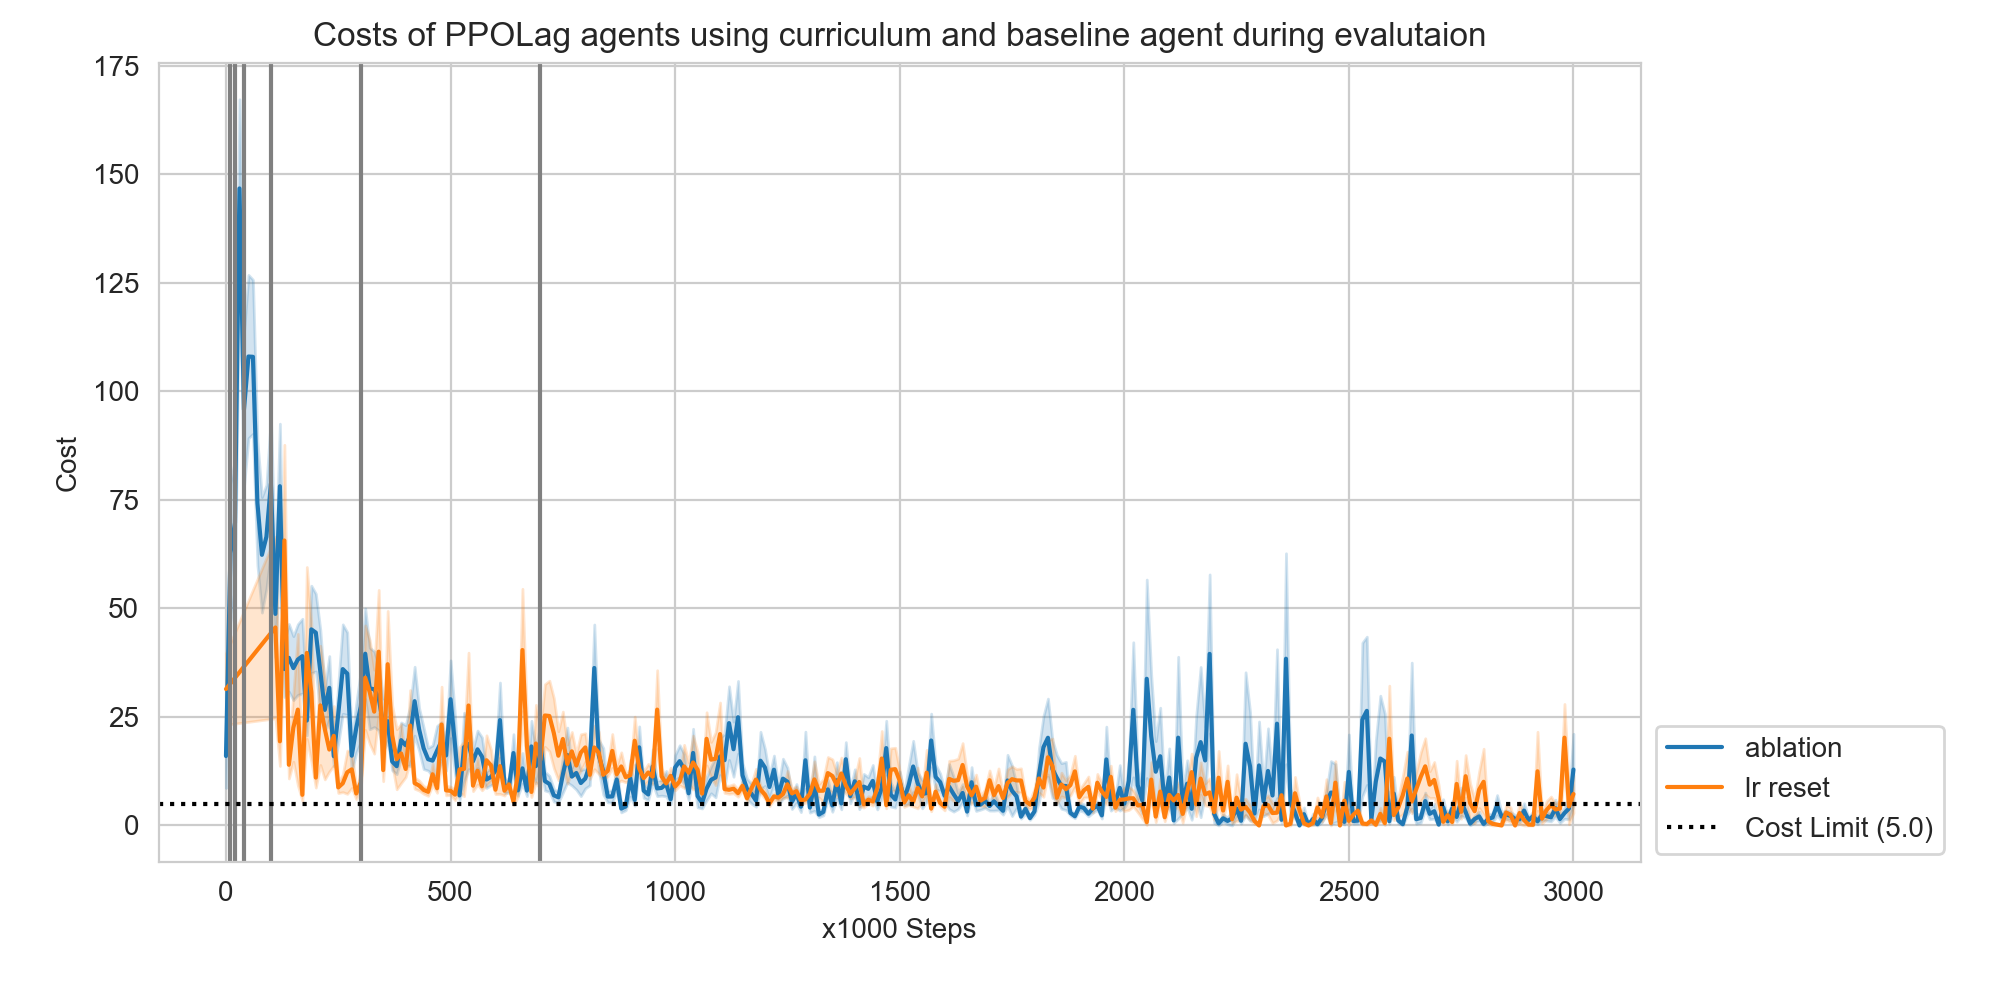 Costs of PPOLag agents using curriculum and baseline agent during evalutaion
175
150
125
100
75
50
25
0
Cost
0 500 1000 1500 2000 2500 3000
x1000 Steps
ablation
lr reset
Cost Limit (5.0)